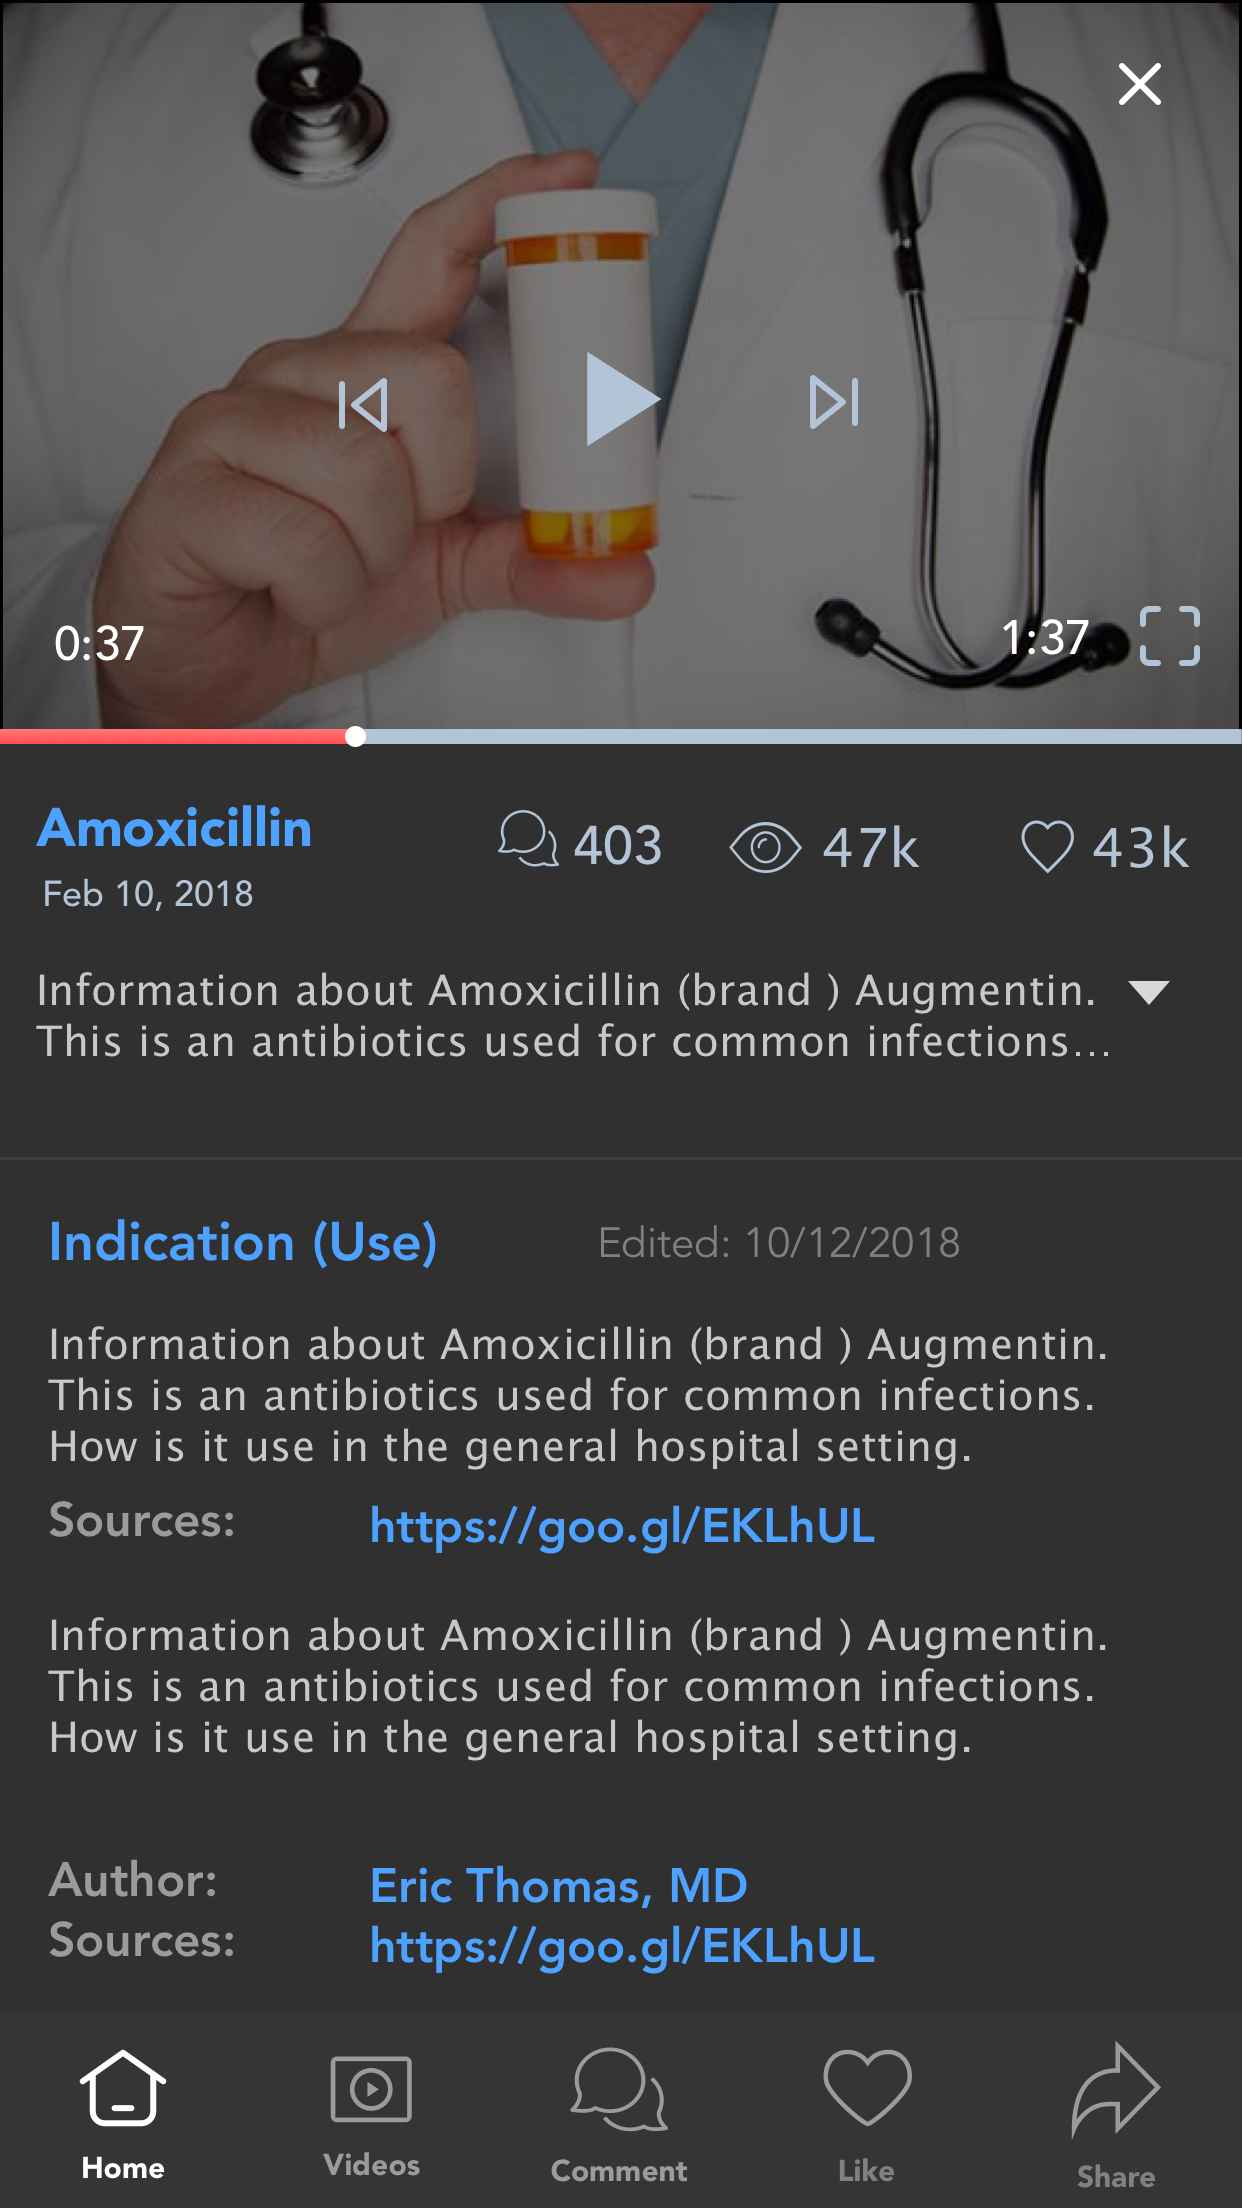 0:37
1:37
Amoxicillin
403
47k
43k
Feb 10, 2018
Information about Amoxicillin (brand ) Augmentin.
This is an antibiotics used for common infections...
Indication (Use)
Edited: 10/12/2018
Information about Amoxicillin (brand ) Augmentin.
This is an antibiotics used for common infections.
How is it use in the general hospital setting.
Sources:
https://goo.gl/EKLhUL
Information about Amoxicillin (brand ) Augmentin.
This is an antibiotics used for common infections.
How is it use in the general hospital setting.
Author:
Eric Thomas, MD
Sources:
https://goo.gl/EKLhUL
Home
Videos
Comment
Like
Share